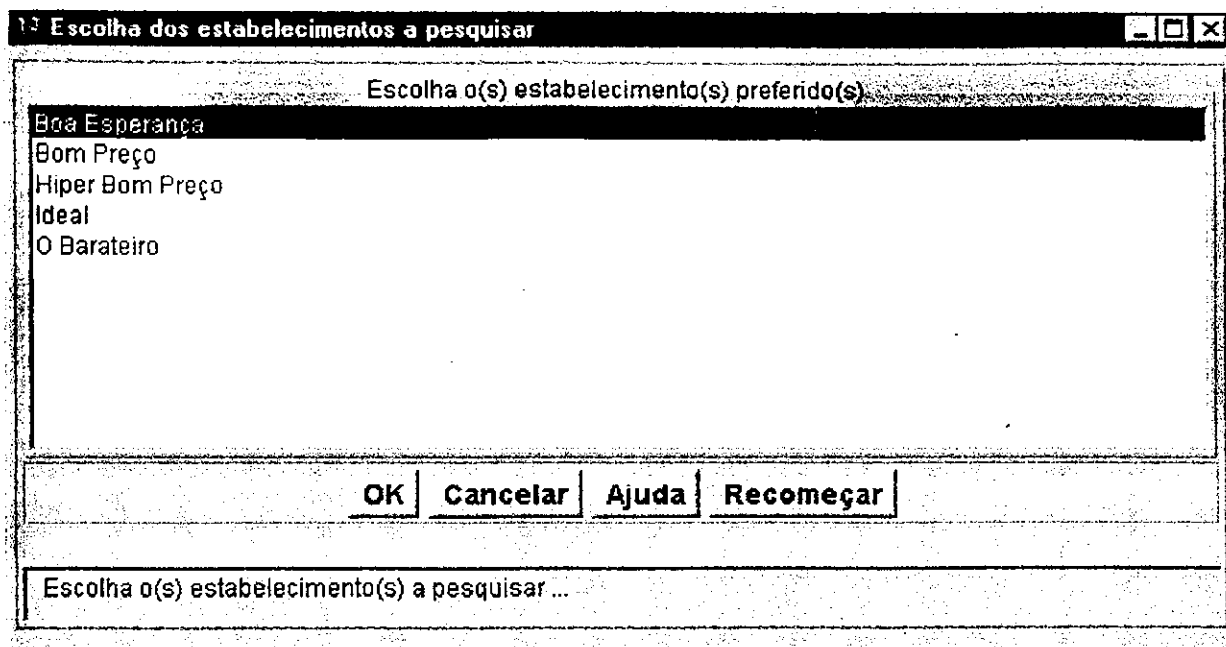 Escolha dos estabelecimentos a pesquisar
Escolha o(s) estabelecimento(s) preferido(s)
Boa Esperança
Bom Preço
Hiper Bom Preço
Ideal
O Barateiro
OK Cancelar Ajuda Recomeçar
Escolha o(s) estabelecimento(s) a pesquisar ...